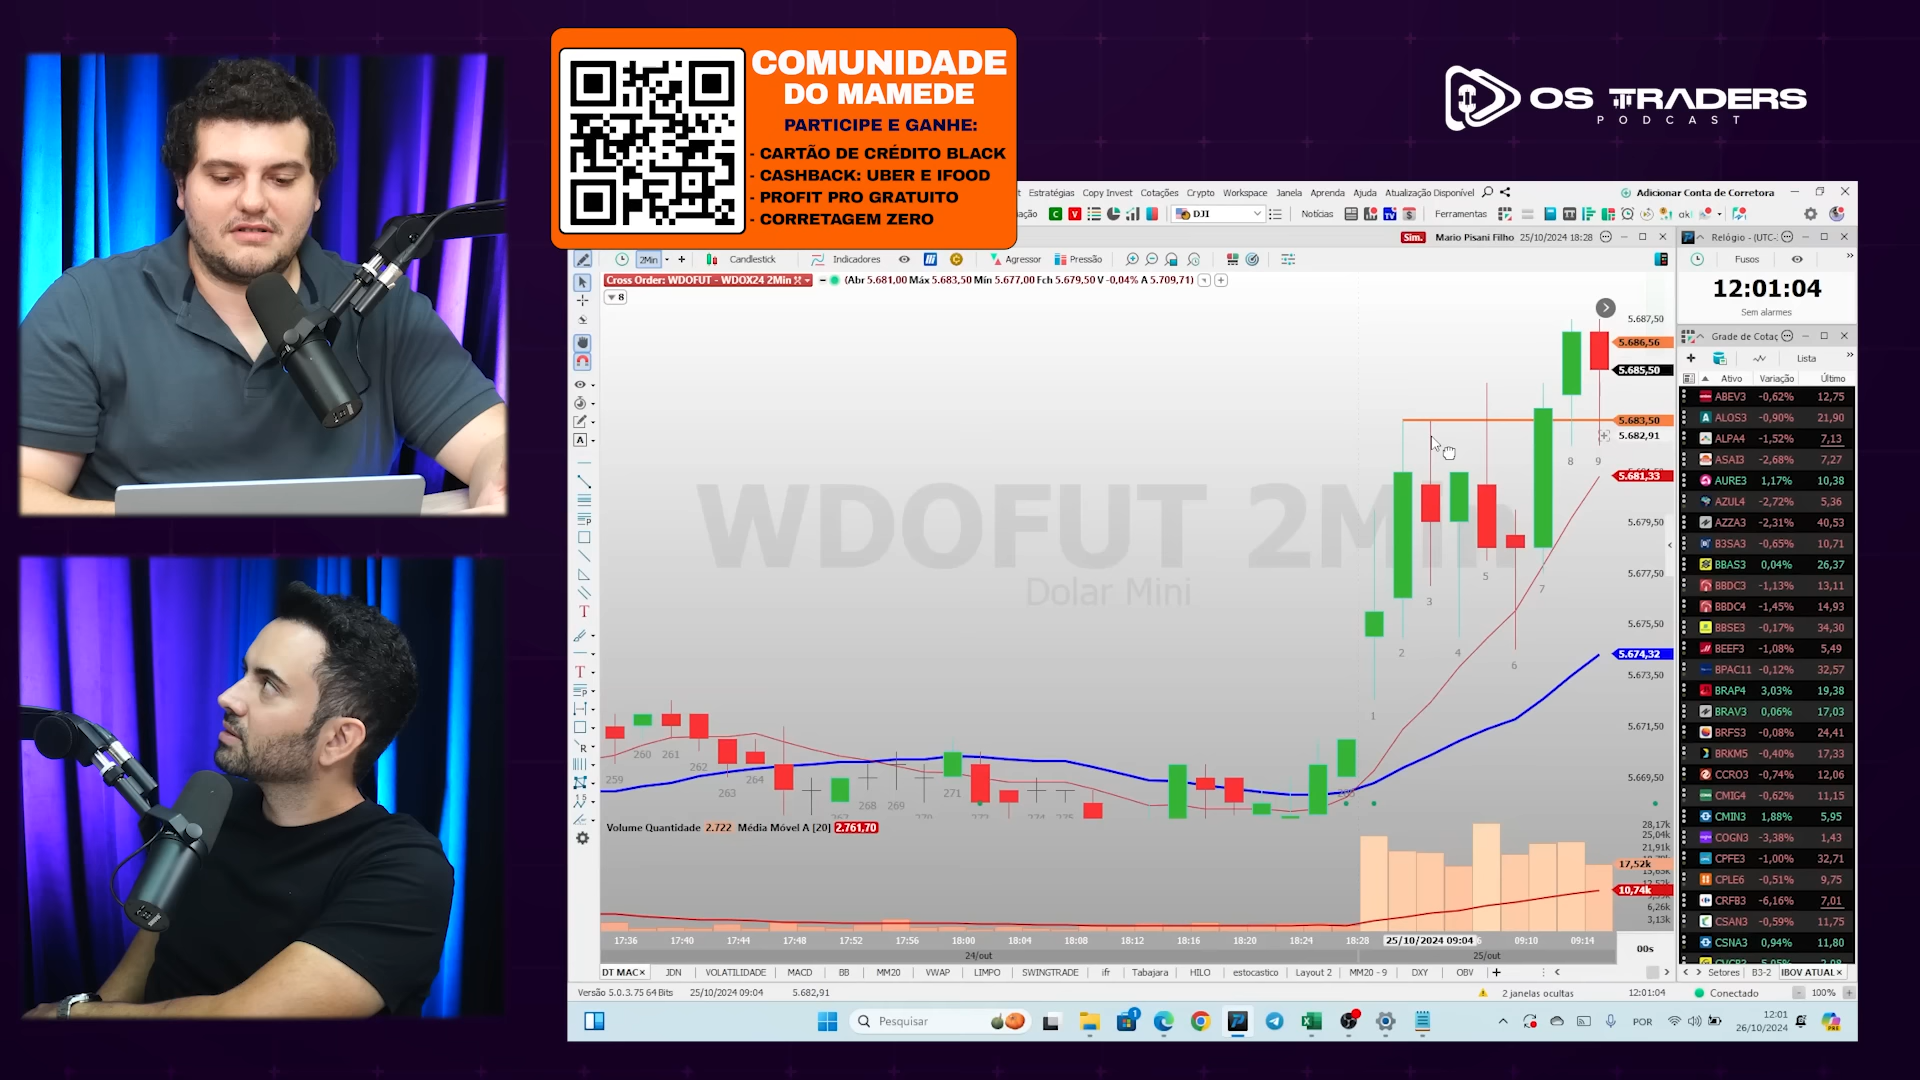 COMUNIDADE
DO MAMEDE
PARTICIPE E GANHE:
- CARTÃO DE CRÉDITO BLACK
- CASHBACK: UBER E IFOOD
- PROFIT PRO GRATUITO
- CORRETAGEM ZERO
OS TRADERS
PODCAST
Estratégias Copy Invest Cotações Crypto Workspace Janela Aprenda Ajuda Atualização Disponível
Adicionar Conta de Corretora
DJI Notícias Ferramentas
Sim. Mario Pisani Filho 25/10/2024 18:28
2Min Candlestick Indicadores Agressor Pressão
Cross Order: WDOFUT - WDOX24 2Min (Abr 5.681,00 Máx 5.683,50 Mín 5.677,00 Fch 5.679,50 V -0,04% A 5.709,71)
8
WDOFUT 2Min
Dolar Mini
5.687,50
5.686,56
5.685,50
5.683,50
5.682,91
5.681,33
5.679,50
5.677,50
5.675,50
5.674,32
5.673,50
5.671,50
5.669,50
1 2 3 4 5 6 7 8 9
259 260 261 262 263 264 268 269 271
Volume Quantidade 2.722 Média Móvel A [20] 2.761,70
28,17k
25,04k
21,91k
17,52k
10,74k
6,26k
3,13k
17:36 17:40 17:44 17:48 17:52 17:56 18:00 18:04 18:08 18:12 18:16 18:20 18:24 18:28 25/10/2024 09:04 09:10 09:14
24/out 25/out
00s
DT MAC JDN VOLATILIDADE MACD BB MM20 VWAP LIMPO SWINGTRADE ifr Tabajara HILO estocastico Layout 2 MM20 - 9 DXY OBV
Versão 5.0.3.75 64 Bits 25/10/2024 09:04 5.682,91 2 janelas ocultas 12:01:04 Conectado 100%
Relógio - (UTC-
Fusos
12:01:04
Sem alarmes
Grade de Cotaç
Lista
Ativo Variação Último
ABEV3 -0,62% 12,75
ALOS3 -0,90% 21,90
ALPA4 -1,52% 7,13
ASAI3 -2,68% 7,27
AURE3 1,17% 10,38
AZUL4 -2,72% 5,36
AZZA3 -2,31% 40,53
B3SA3 -0,65% 10,71
BBAS3 0,04% 26,37
BBDC3 -1,13% 13,11
BBDC4 -1,45% 14,93
BBSE3 -0,17% 34,30
BEEF3 -1,08% 5,49
BPAC11 -0,12% 32,57
BRAP4 3,03% 19,38
BRAV3 0,06% 17,03
BRFS3 -0,08% 24,41
BRKM5 -0,40% 17,33
CCRO3 -0,74% 12,06
CMIG4 -0,62% 11,15
CMIN3 1,88% 5,95
COGN3 -3,38% 1,43
CPFE3 -1,00% 32,71
CPLE6 -0,51% 9,75
CRFB3 -6,16% 7,01
CSAN3 -0,59% 11,75
CSNA3 0,94% 11,80
Setores B3-2 IBOV ATUAL
Pesquisar
POR
12:01
26/10/2024